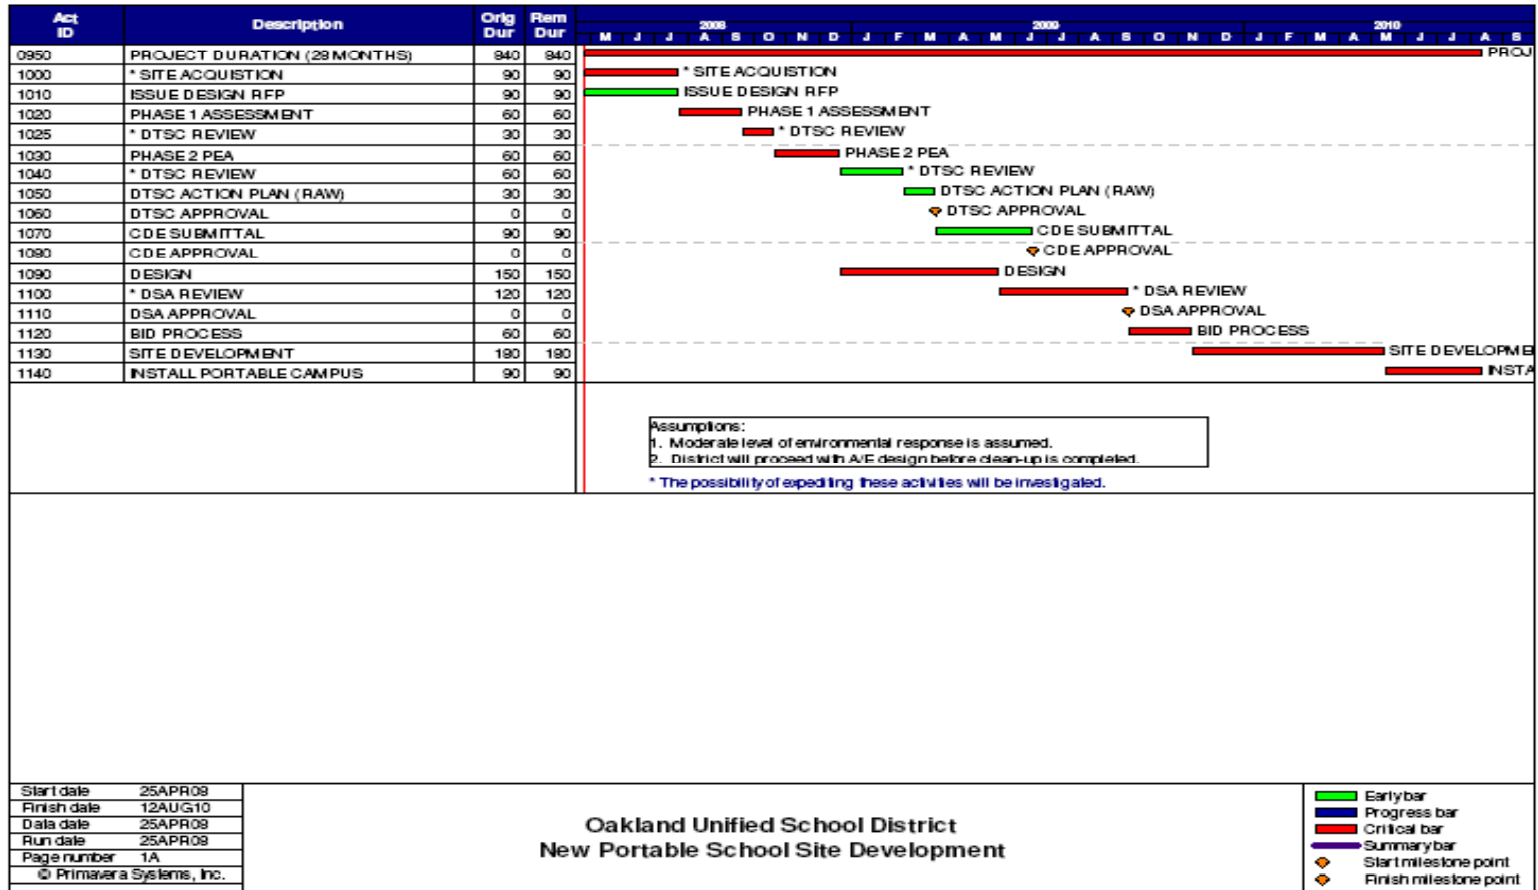 Act ID Description Orig Dur Rem Dur 2008 2009 2010
M J J A S O N D J F M A M J J A S O N D J F M A M J J A S
0950 PROJECT DURATION (28 MONTHS) 840 840 PROJ
1000 * SITE ACQUISTION 90 90 * SITE ACQUISTION
1010 ISSUE DESIGN RFP 90 90 ISSUE DESIGN RFP
1020 PHASE 1 ASSESSMENT 60 60 PHASE 1 ASSESSMENT
1025 * DTSC REVIEW 30 30 * DTSC REVIEW
1030 PHASE 2 PEA 60 60 PHASE 2 PEA
1040 * DTSC REVIEW 60 60 * DTSC REVIEW
1050 DTSC ACTION PLAN (RAW) 30 30 DTSC ACTION PLAN (RAW)
1060 DTSC APPROVAL 0 0 DTSC APPROVAL
1070 CDE SUBMITTAL 90 90 CDE SUBMITTAL
1080 CDE APPROVAL 0 0 CDE APPROVAL
1090 DESIGN 150 150 DESIGN
1100 * DSA REVIEW 120 120 * DSA REVIEW
1110 DSA APPROVAL 0 0 DSA APPROVAL
1120 BID PROCESS 60 60 BID PROCESS
1130 SITE DEVELOPMENT 180 180 SITE DEVELOPME
1140 INSTALL PORTABLE CAMPUS 90 90 INSTA
Assumptions:
1. Moderate level of environmental response is assumed.
2. District will proceed with A/E design before clean-up is completed.
* The possibility of expediting these activities will be investigated.
Start date 25APR08
Finish date 12AUG10
Data date 25APR08
Run date 25APR08
Page number 1A
© Primavera Systems, Inc.
Oakland Unified School District
New Portable School Site Development
Early bar
Progress bar
Critical bar
Summary bar
Start milestone point
Finish milestone point